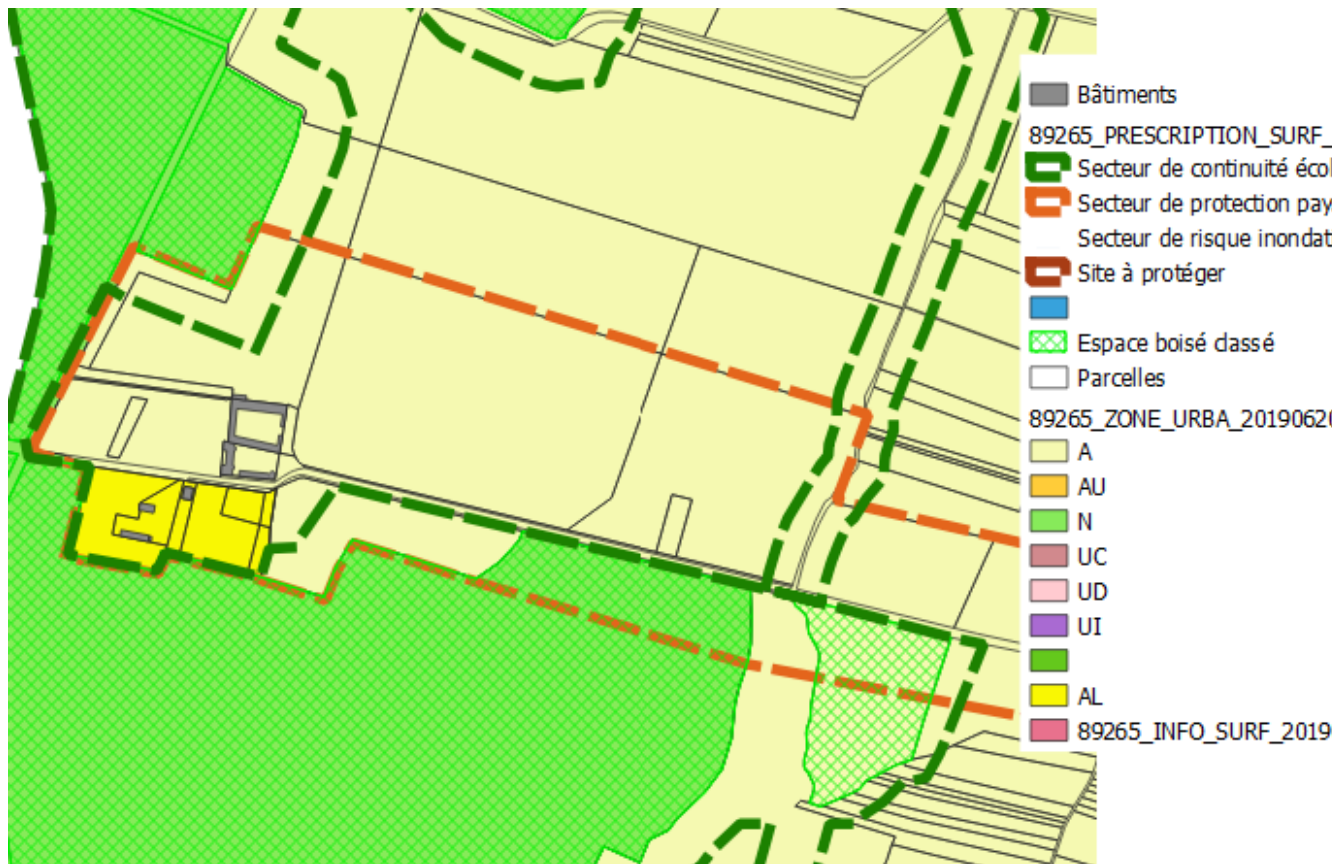 Bâtiments
89265_PRESCRIPTION_SURF_
Secteur de continuité écol
Secteur de protection pay
Secteur de risque inondat
Site à protéger
Espace boisé classé
Parcelles
89265_ZONE_URBA_2019062
A
AU
N
UC
UD
UI
AL
89265_INFO_SURF_2019